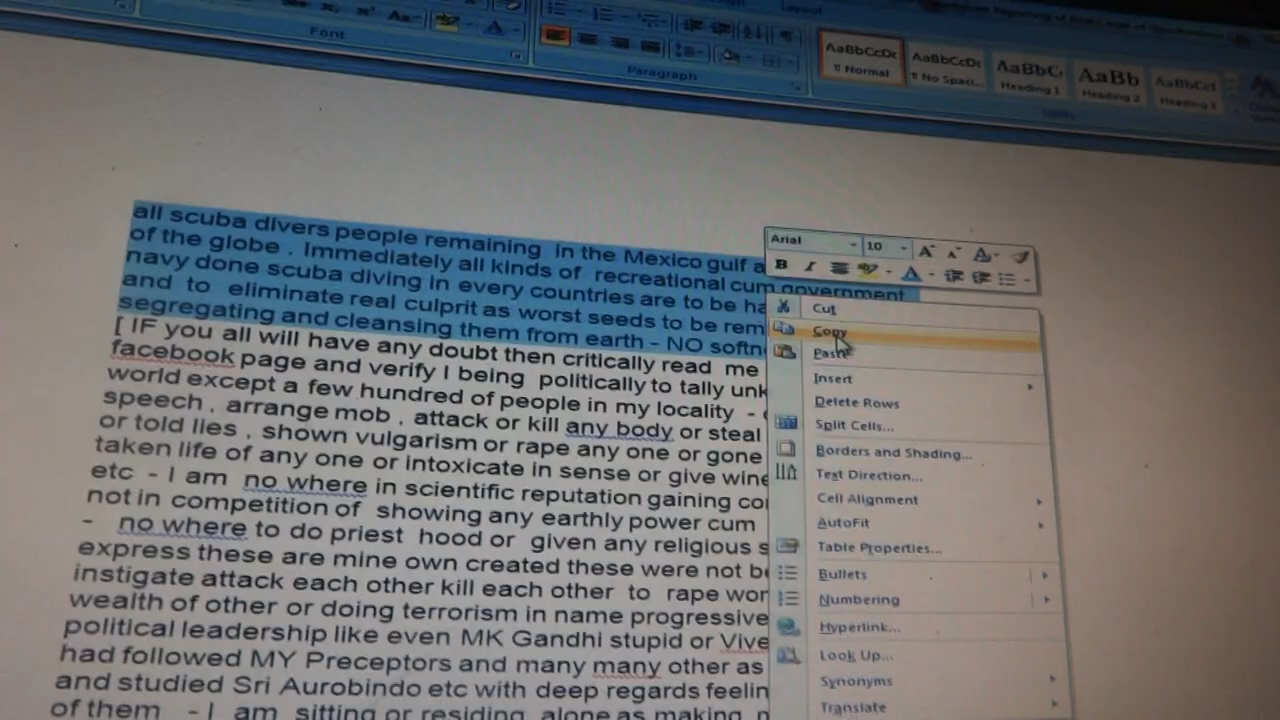 Layout
Font
Paragraph
AaBbCcDc
¶ Normal
AaBbCcDc
¶ No Spaci...
AaBbC
Heading 1
AaBb
Heading 2
AaBbCcI
Heading 3
all scuba divers people remaining in the Mexico gulf
of the globe . Immediately all kinds of recreational cum government
navy done scuba diving in every countries are to be
and to eliminate real culprit as worst seeds to be
segregating and cleansing them from earth - NO
[ IF you all will have any doubt then critically read me
facebook page and verify I being politically to tally
world except a few hundred of people in my locality -
speech , arrange mob , attack or kill any body or steal
or told lies , shown vulgarism or rape any one or gone
taken life of any one or intoxicate in sense or give
etc - I am no where in scientific reputation gaining
not in competition of showing any earthly power cum
- no where to do priest hood or given any religious
express these are mine own created these were not
instigate attack each other kill each other to rape
wealth of other or doing terrorism in name progressive
political leadership like even MK Gandhi stupid or
had followed MY Preceptors and many many other as
and studied Sri Aurobindo etc with deep regards
of them - I am sitting or residing alone as making
Arial 10
B I
Cut
Copy
Paste
Insert
Delete Rows
Split Cells...
Borders and Shading...
Text Direction...
Cell Alignment
AutoFit
Table Properties...
Bullets
Numbering
Hyperlink...
Look Up...
Synonyms
Translate